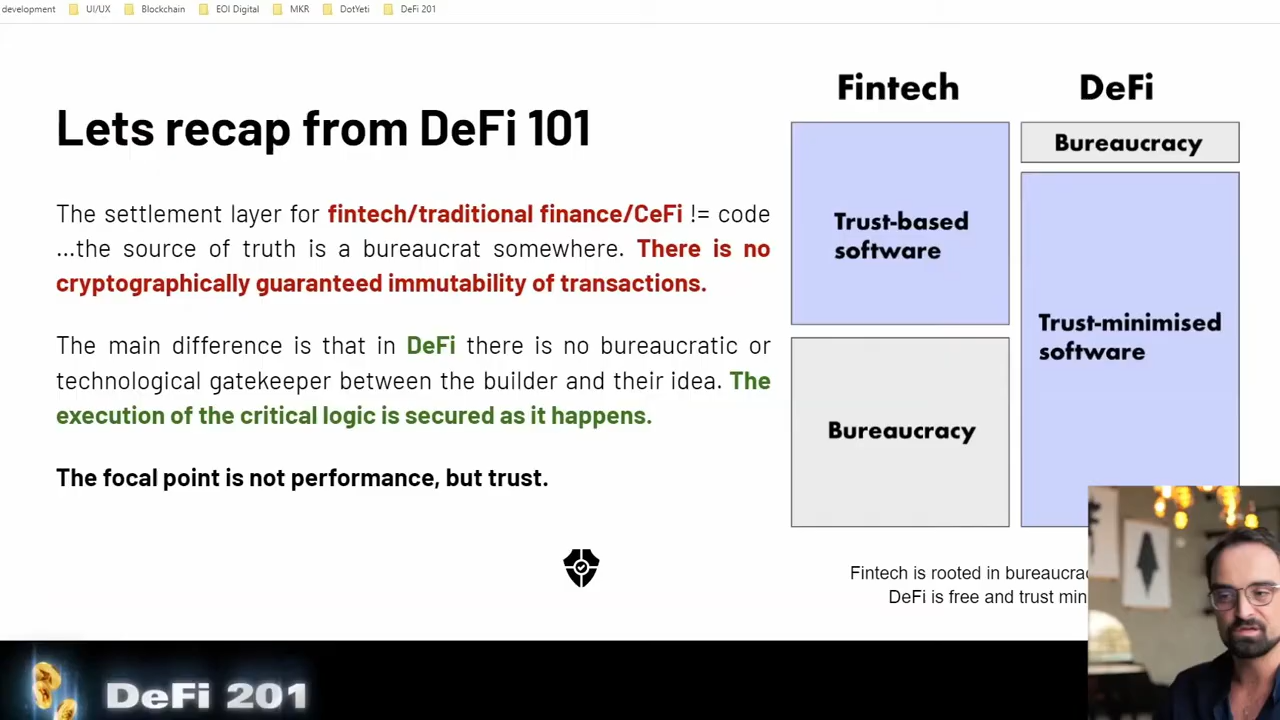 development UI/UX Blockchain EOI Digital MKR DotYeti DeFi 201
Lets recap from DeFi 101
The settlement layer for fintech/traditional finance/CeFi != code
...the source of truth is a bureaucrat somewhere. There is no
cryptographically guaranteed immutability of transactions.
The main difference is that in DeFi there is no bureaucratic or
technological gatekeeper between the builder and their idea. The
execution of the critical logic is secured as it happens.
The focal point is not performance, but trust.
Fintech
DeFi
Trust-based
software
Bureaucracy
Bureaucracy
Trust-minimised
software
Fintech is rooted in
DeFi is free and trust
DeFi 201